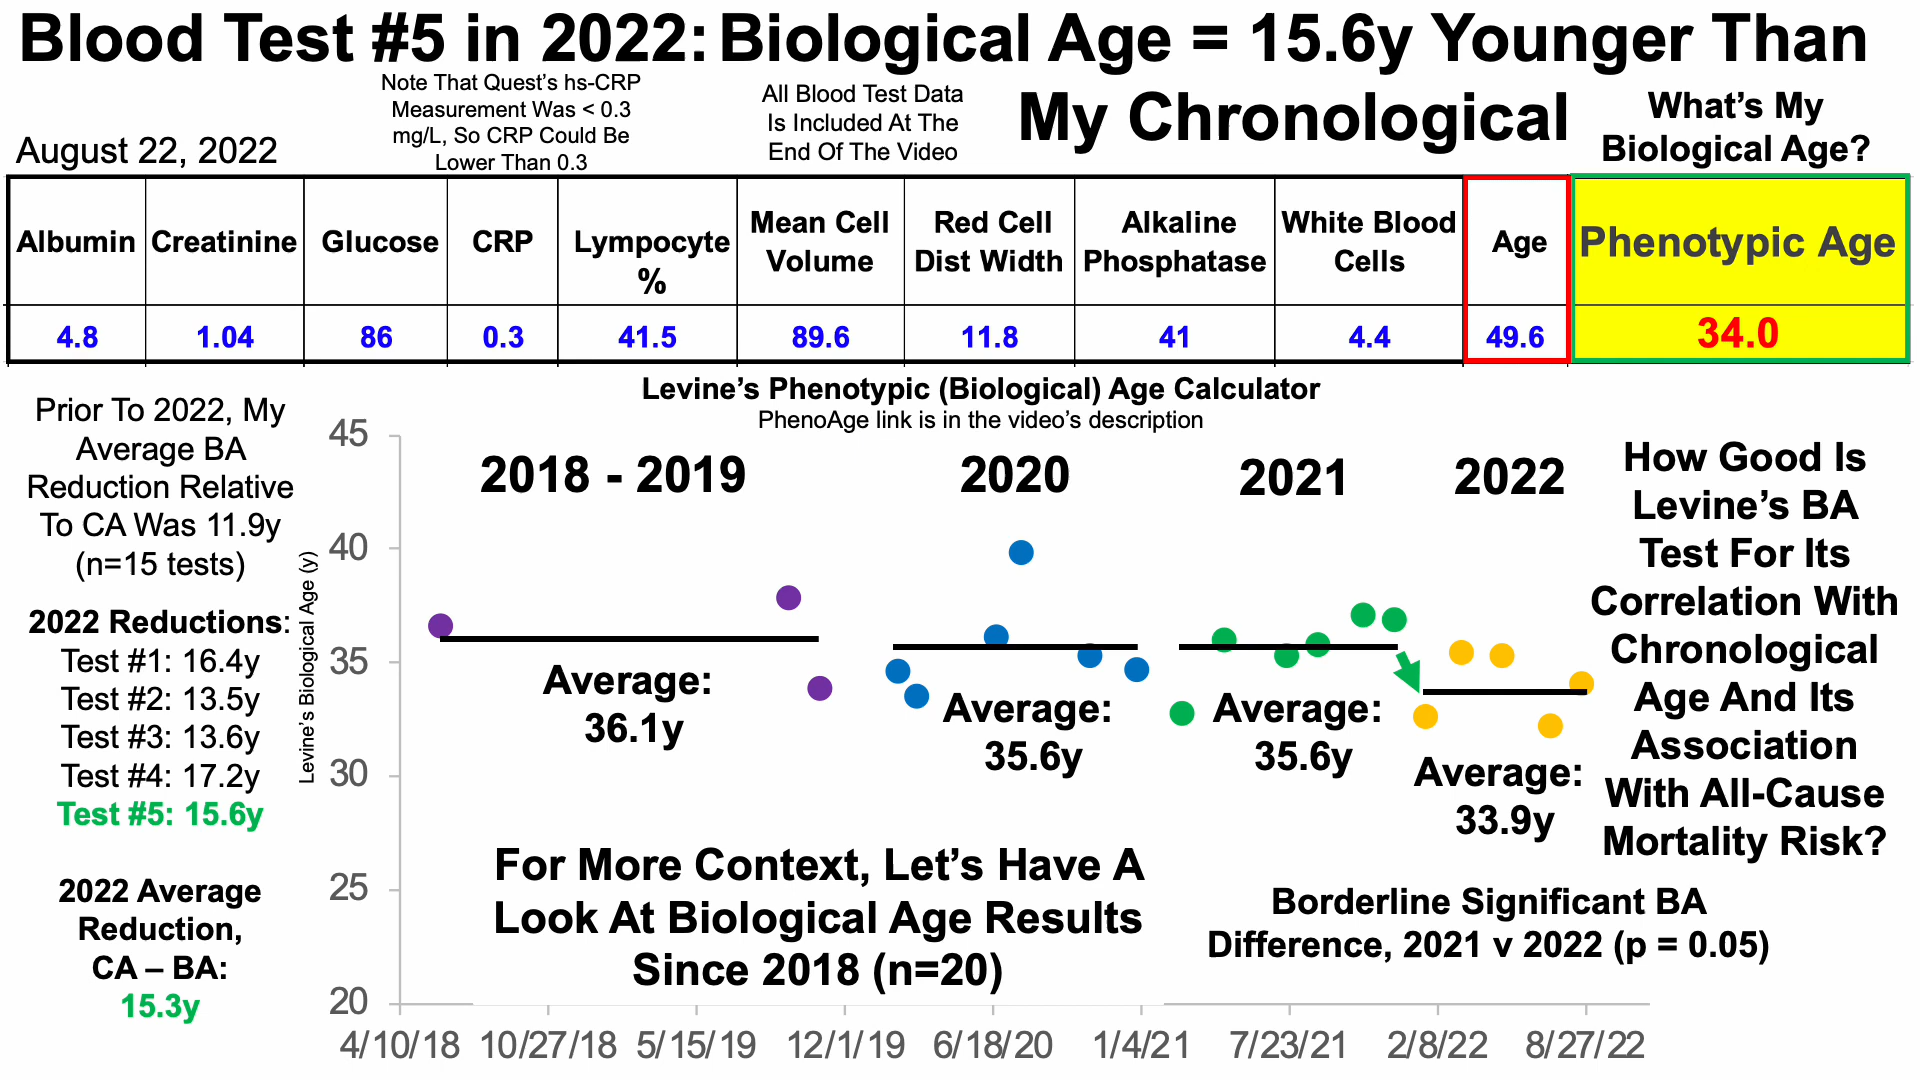 Blood Test #5 in 2022: Biological Age = 15.6y Younger Than
My Chronological
Note That Quest's hs-CRP
Measurement Was < 0.3
mg/L, So CRP Could Be
Lower Than 0.3
All Blood Test Data
Is Included At The
End Of The Video
What's My
Biological Age?
August 22, 2022
Albumin Creatinine Glucose CRP Lympocyte % Mean Cell Volume Red Cell Dist Width Alkaline Phosphatase White Blood Cells Age Phenotypic Age
4.8 1.04 86 0.3 41.5 89.6 11.8 41 4.4 49.6 34.0
Levine's Phenotypic (Biological) Age Calculator
PhenoAge link is in the video's description
Prior To 2022, My
Average BA
Reduction Relative
To CA Was 11.9y
(n=15 tests)
2022 Reductions:
Test #1: 16.4y
Test #2: 13.5y
Test #3: 13.6y
Test #4: 17.2y
Test #5: 15.6y
2022 Average
Reduction,
CA – BA:
15.3y
Levine's Biological Age (y)
45
40
35
30
25
20
2018 - 2019
2020
2021
2022
Average:
36.1y
Average:
35.6y
Average:
35.6y
Average:
33.9y
For More Context, Let's Have A
Look At Biological Age Results
Since 2018 (n=20)
Borderline Significant BA
Difference, 2021 v 2022 (p = 0.05)
4/10/18 10/27/18 5/15/19 12/1/19 6/18/20 1/4/21 7/23/21 2/8/22 8/27/22
How Good Is
Levine's BA
Test For Its
Correlation With
Chronological
Age And Its
Association
With All-Cause
Mortality Risk?